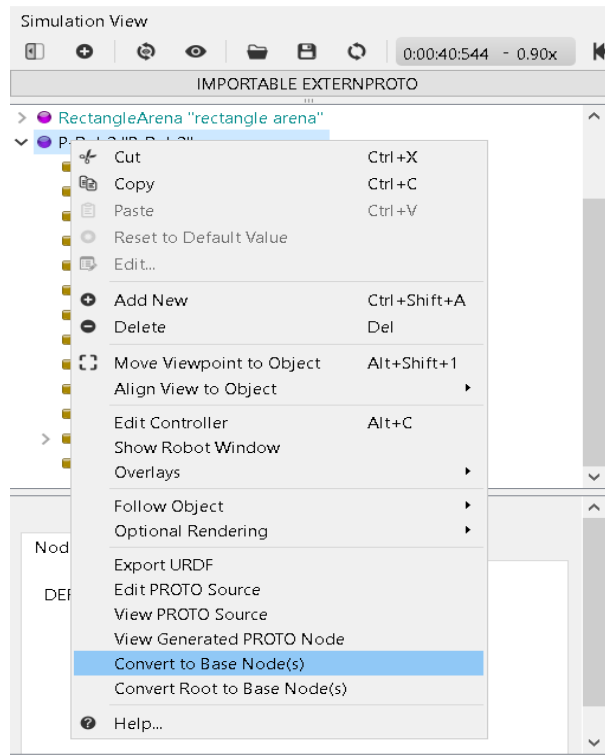 Simulation View
0:00:40:544 - 0.90x
IMPORTABLE EXTERNPROTO
RectangleArena "rectangle arena"
Cut Ctrl+X
Copy Ctrl+C
Paste Ctrl+V
Reset to Default Value
Edit...
Add New Ctrl+Shift+A
Delete Del
Move Viewpoint to Object Alt+Shift+1
Align View to Object
Edit Controller Alt+C
Show Robot Window
Overlays
Follow Object
Optional Rendering
Nod
Export URDF
DEF
Edit PROTO Source
View PROTO Source
View Generated PROTO Node
Convert to Base Node(s)
Convert Root to Base Node(s)
Help...